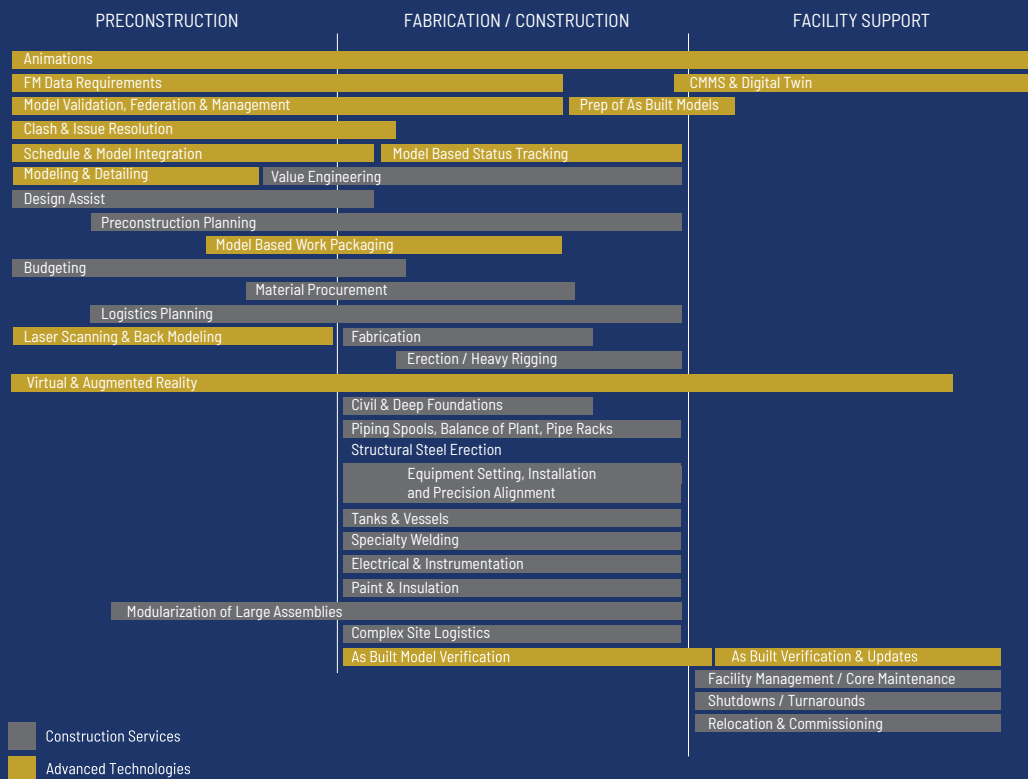 PRECONSTRUCTION
FABRICATION / CONSTRUCTION
FACILITY SUPPORT
Animations
FM Data Requirements
CMMS & Digital Twin
Model Validation, Federation & Management
Prep of As Built Models
Clash & Issue Resolution
Schedule & Model Integration
Model Based Status Tracking
Modeling & Detailing
Value Engineering
Design Assist
Preconstruction Planning
Model Based Work Packaging
Budgeting
Material Procurement
Logistics Planning
Laser Scanning & Back Modeling
Fabrication
Erection / Heavy Rigging
Virtual & Augmented Reality
Civil & Deep Foundations
Piping Spools, Balance of Plant, Pipe Racks
Structural Steel Erection
Equipment Setting, Installation
and Precision Alignment
Tanks & Vessels
Specialty Welding
Electrical & Instrumentation
Paint & Insulation
Modularization of Large Assemblies
Complex Site Logistics
As Built Model Verification
As Built Verification & Updates
Facility Management / Core Maintenance
Shutdowns / Turnarounds
Relocation & Commissioning
Construction Services
Advanced Technologies